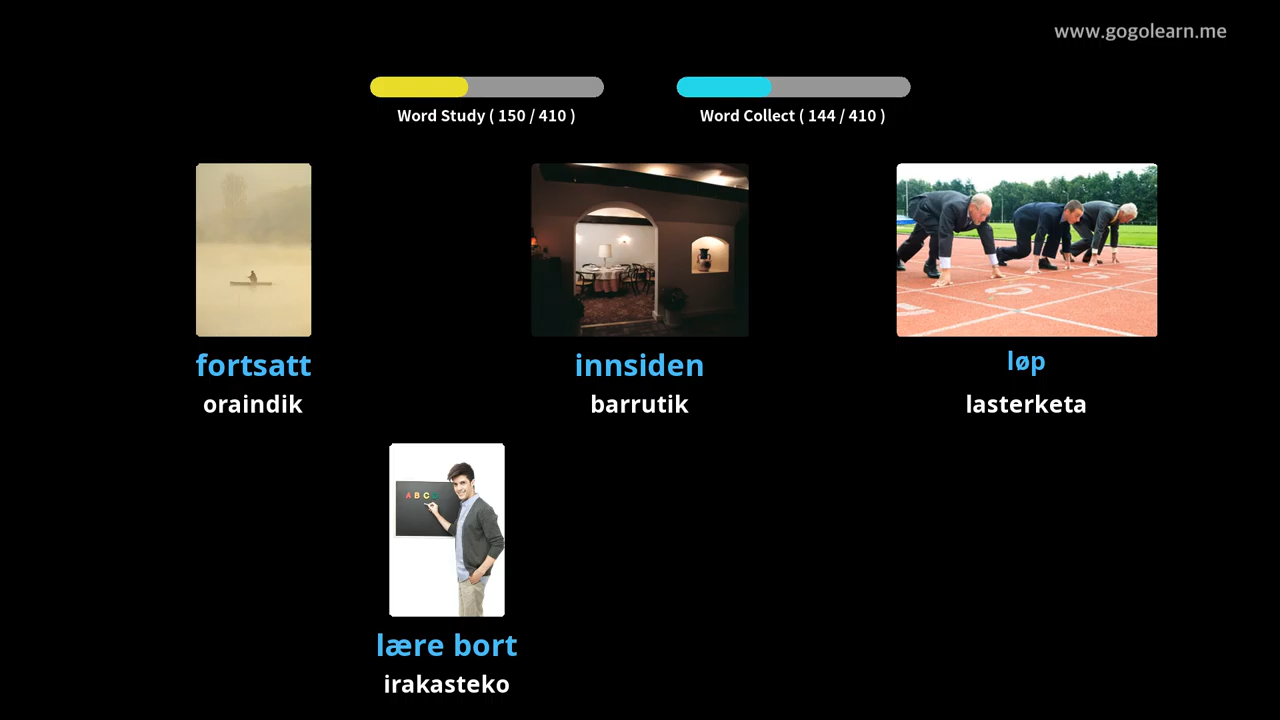 www.gogolearn.me
Word Study ( 150 / 410 )
Word Collect ( 144 / 410 )
fortsatt
oraindik
innsiden
barrutik
løp
lasterketa
A B C D
lære bort
irakasteko